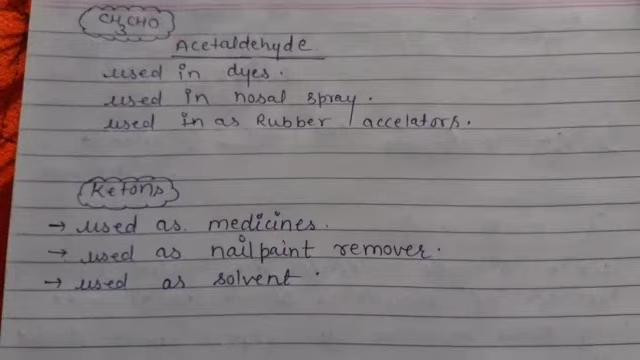 CH3CHO
Acetaldehyde
used in dyes.
used in nosal spray.
used in as Rubber accelators.
Ketons
→ used as medicines.
→ used as nailpaint remover.
→ used as solvent.